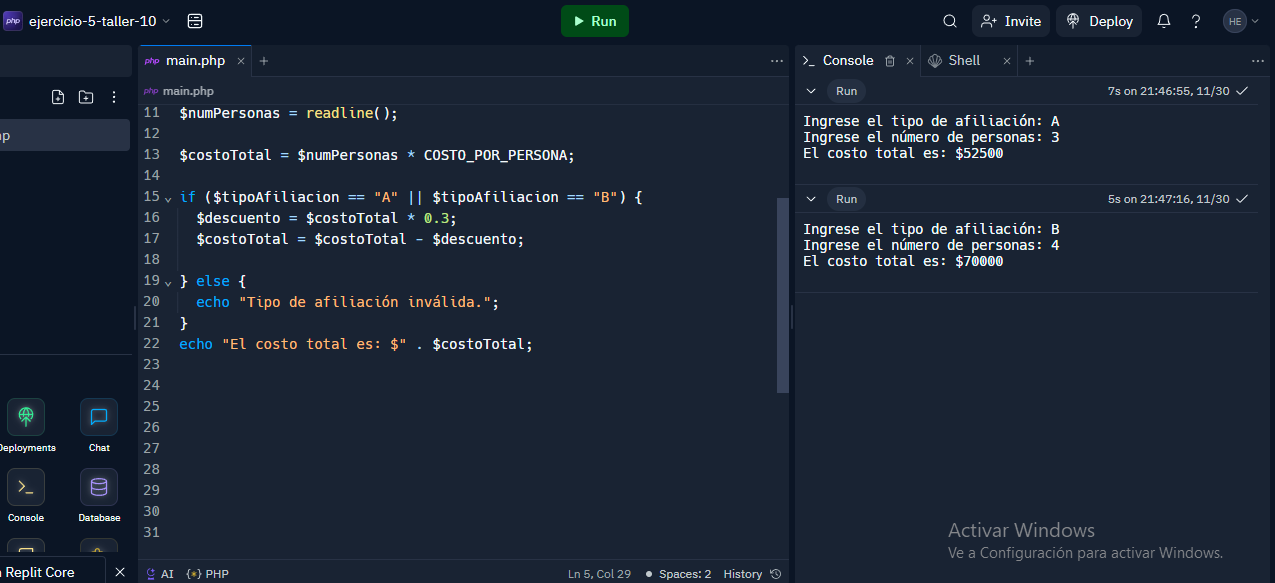 php ejercicio-5-taller-10
Run
Invite
Deploy
HE
php main.php
Console
Shell
php main.php
11 $numPersonas = readline();
12
13 $costoTotal = $numPersonas * COSTO_POR_PERSONA;
14
15 if ($tipoAfiliacion == "A" || $tipoAfiliacion == "B") {
16 $descuento = $costoTotal * 0.3;
17 $costoTotal = $costoTotal - $descuento;
18
19 } else {
20 echo "Tipo de afiliación inválida.";
21 }
22 echo "El costo total es: $" . $costoTotal;
23
24
25
26
27
28
29
30
31
Run 7s on 21:46:55, 11/30
Ingrese el tipo de afiliación: A
Ingrese el número de personas: 3
El costo total es: $52500
Run 5s on 21:47:16, 11/30
Ingrese el tipo de afiliación: B
Ingrese el número de personas: 4
El costo total es: $70000
Deployments
Chat
Console
Database
Replit Core
AI
PHP
Ln 5, Col 29
Spaces: 2
History
Activar Windows
Ve a Configuración para activar Windows.